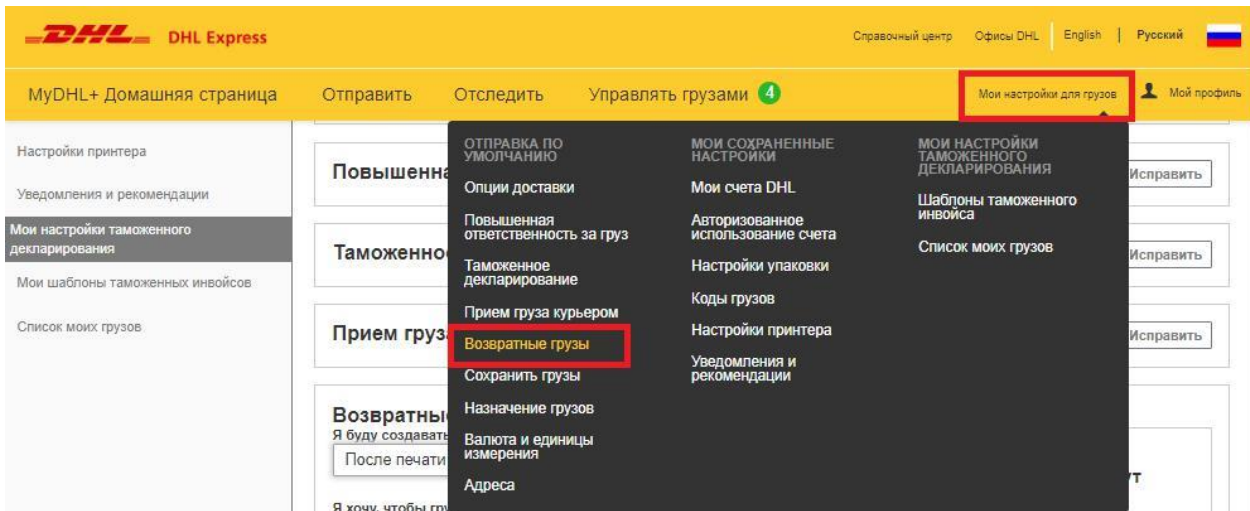 DHL DHL Express
Справочный центр Офисы DHL English | Русский
MyDHL+ Домашняя страница Отправить Отследить Управлять грузами 4 Мои настройки для грузов Мой профиль
Настройки принтера
Уведомления и рекомендации
Мои настройки таможенного
декларирования
Мои шаблоны таможенных инвойсов
Список моих грузов
ОТПРАВКА ПО
УМОЛЧАНИЮ
Опции доставки
Повышенная
ответственность за груз
Таможенное
декларирование
Прием груза курьером
Возвратные грузы
Сохранить грузы
Назначение грузов
Валюта и единицы
измерения
Адреса
МОИ СОХРАНЕННЫЕ
НАСТРОЙКИ
Мои счета DHL
Авторизованное
использование счета
Настройки упаковки
Коды грузов
Настройки принтера
Уведомления и
рекомендации
МОИ НАСТРОЙКИ
ТАМОЖЕННОГО
ДЕКЛАРИРОВАНИЯ
Шаблоны таможенного
инвойса
Список моих грузов
Повышенна
Исправить
Таможенно
Исправить
Прием груз
Исправить
Возвратны
Я буду создавать
После печати
Я хочу, чтобы